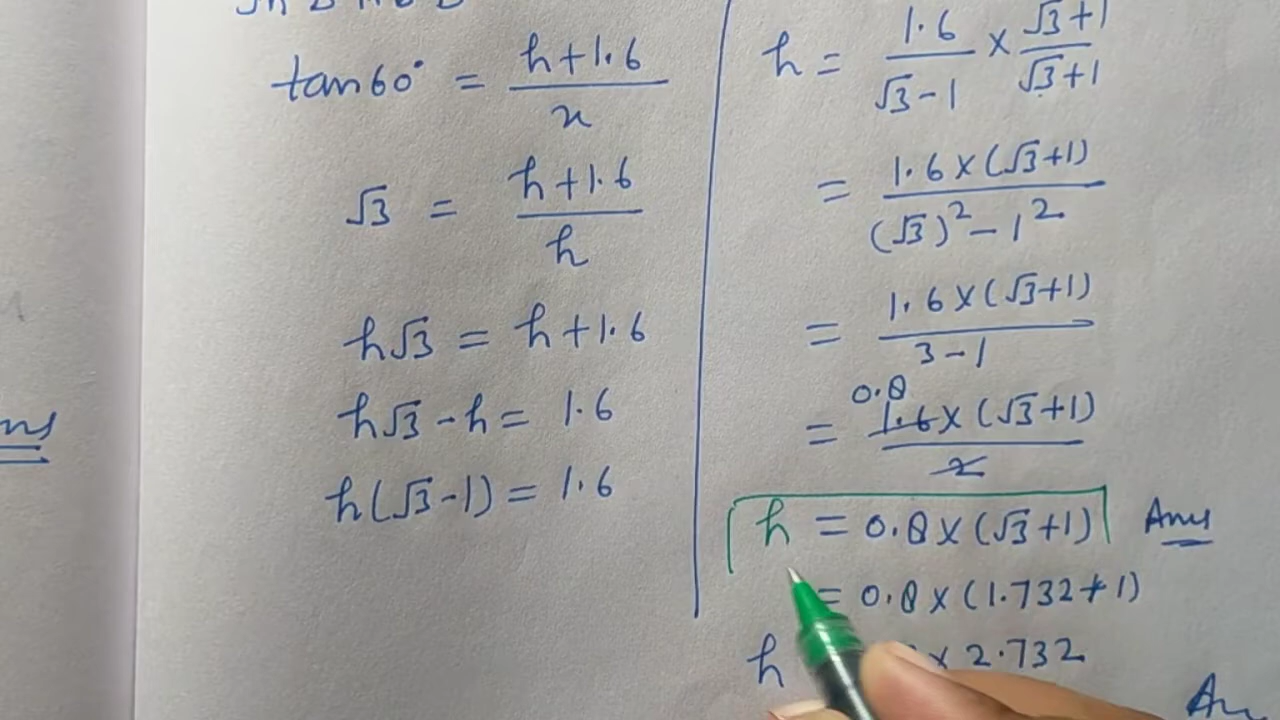 tan60° = h+1.6/x
√3 = h+1.6/h
h√3 = h+1.6
h√3 - h = 1.6
h(√3-1) = 1.6
h = 1.6/√3-1 × √3+1/√3+1
= 1.6×(√3+1)/(√3)²-1²
= 1.6×(√3+1)/3-1
0.8
= 1.6×(√3+1)/2
h = 0.8×(√3+1) Ans
= 0.8×(1.732+1)
h × 2.732